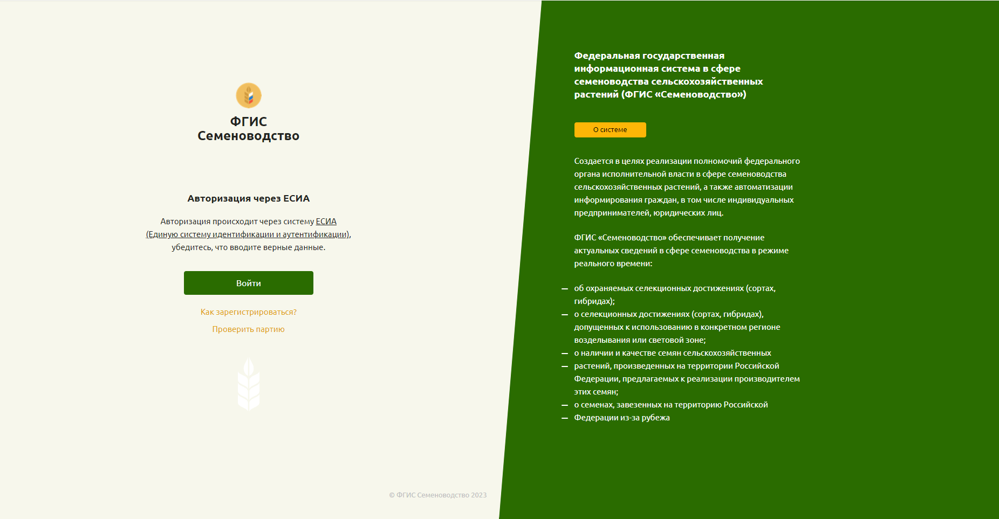 ФГИС
Семеноводство
Авторизация через ЕСИА
Авторизация происходит через систему ЕСИА
(Единую систему идентификации и аутентификации),
убедитесь, что вводите верные данные.
Войти
Как зарегистрироваться?
Проверить партию
© ФГИС Семеноводство 2023
Федеральная государственная
информационная система в сфере
семеноводства сельскохозяйственных
растений (ФГИС «Семеноводство»)
О системе
Создается в целях реализации полномочий федерального
органа исполнительной власти в сфере семеноводства
сельскохозяйственных растений, а также автоматизации
информирования граждан, в том числе индивидуальных
предпринимателей, юридических лиц.
ФГИС «Семеноводство» обеспечивает получение
актуальных сведений в сфере семеноводства в режиме
реального времени:
— об охраняемых селекционных достижениях (сортах,
гибридах);
— о селекционных достижениях (сортах, гибридах),
допущенных к использованию в конкретном регионе
возделывания или световой зоне;
— о наличии и качестве семян сельскохозяйственных
— растений, произведенных на территории Российской
Федерации, предлагаемых к реализации производителем
этих семян;
— о семенах, завезенных на территорию Российской
— Федерации из-за рубежа